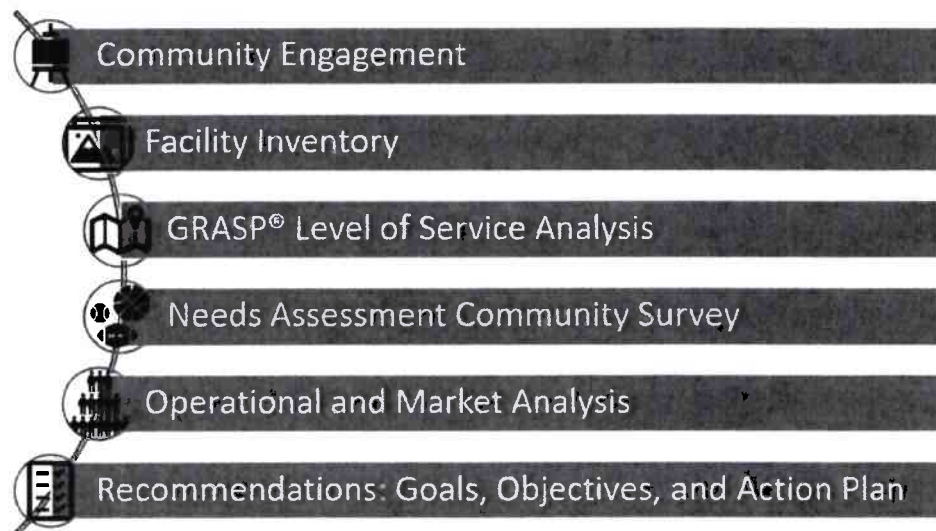 Community Engagement
Facility Inventory
GRASP® Level of Service Analysis
Needs Assessment Community Survey
Operational and Market Analysis
Recommendations: Goals, Objectives, and Action Plan